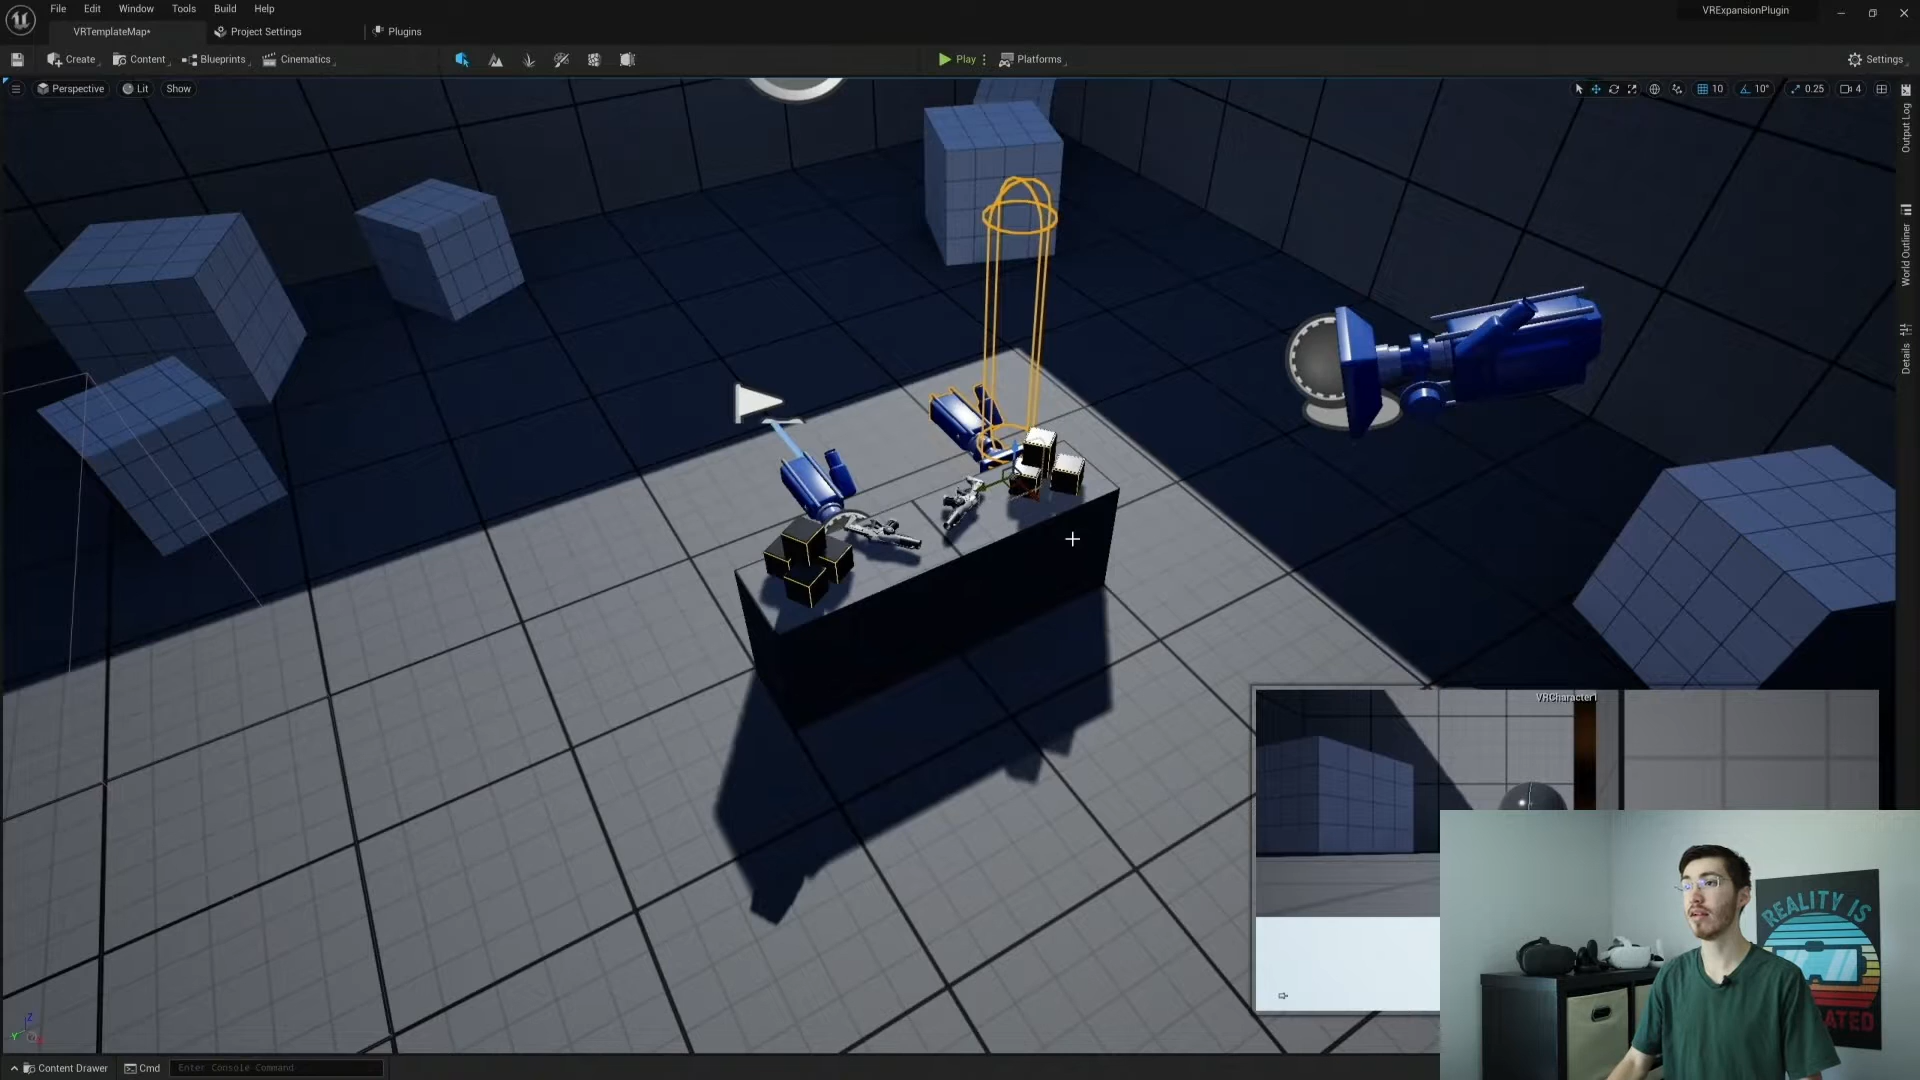 File Edit Window Tools Build Help
VRExpansionPlugin
VRTemplateMap*
Project Settings
Plugins
Create
Content
Blueprints
Cinematics
Play
Platforms
Settings
Perspective
Lit
Show
10
10°
0.25
4
Output Log
World Outliner
Details
VRCharacter1
REALITY IS
ATED
Z
Y
Content Drawer
Cmd
Enter Console Command